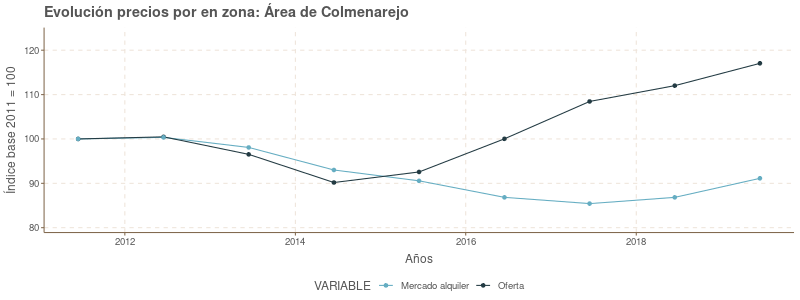 Evolución precios por en zona: Área de Colmenarejo
Índice base 2011 = 100
120
110
100
90
80
2012
2014
2016
2018
Años
VARIABLE
Mercado alquiler
Oferta